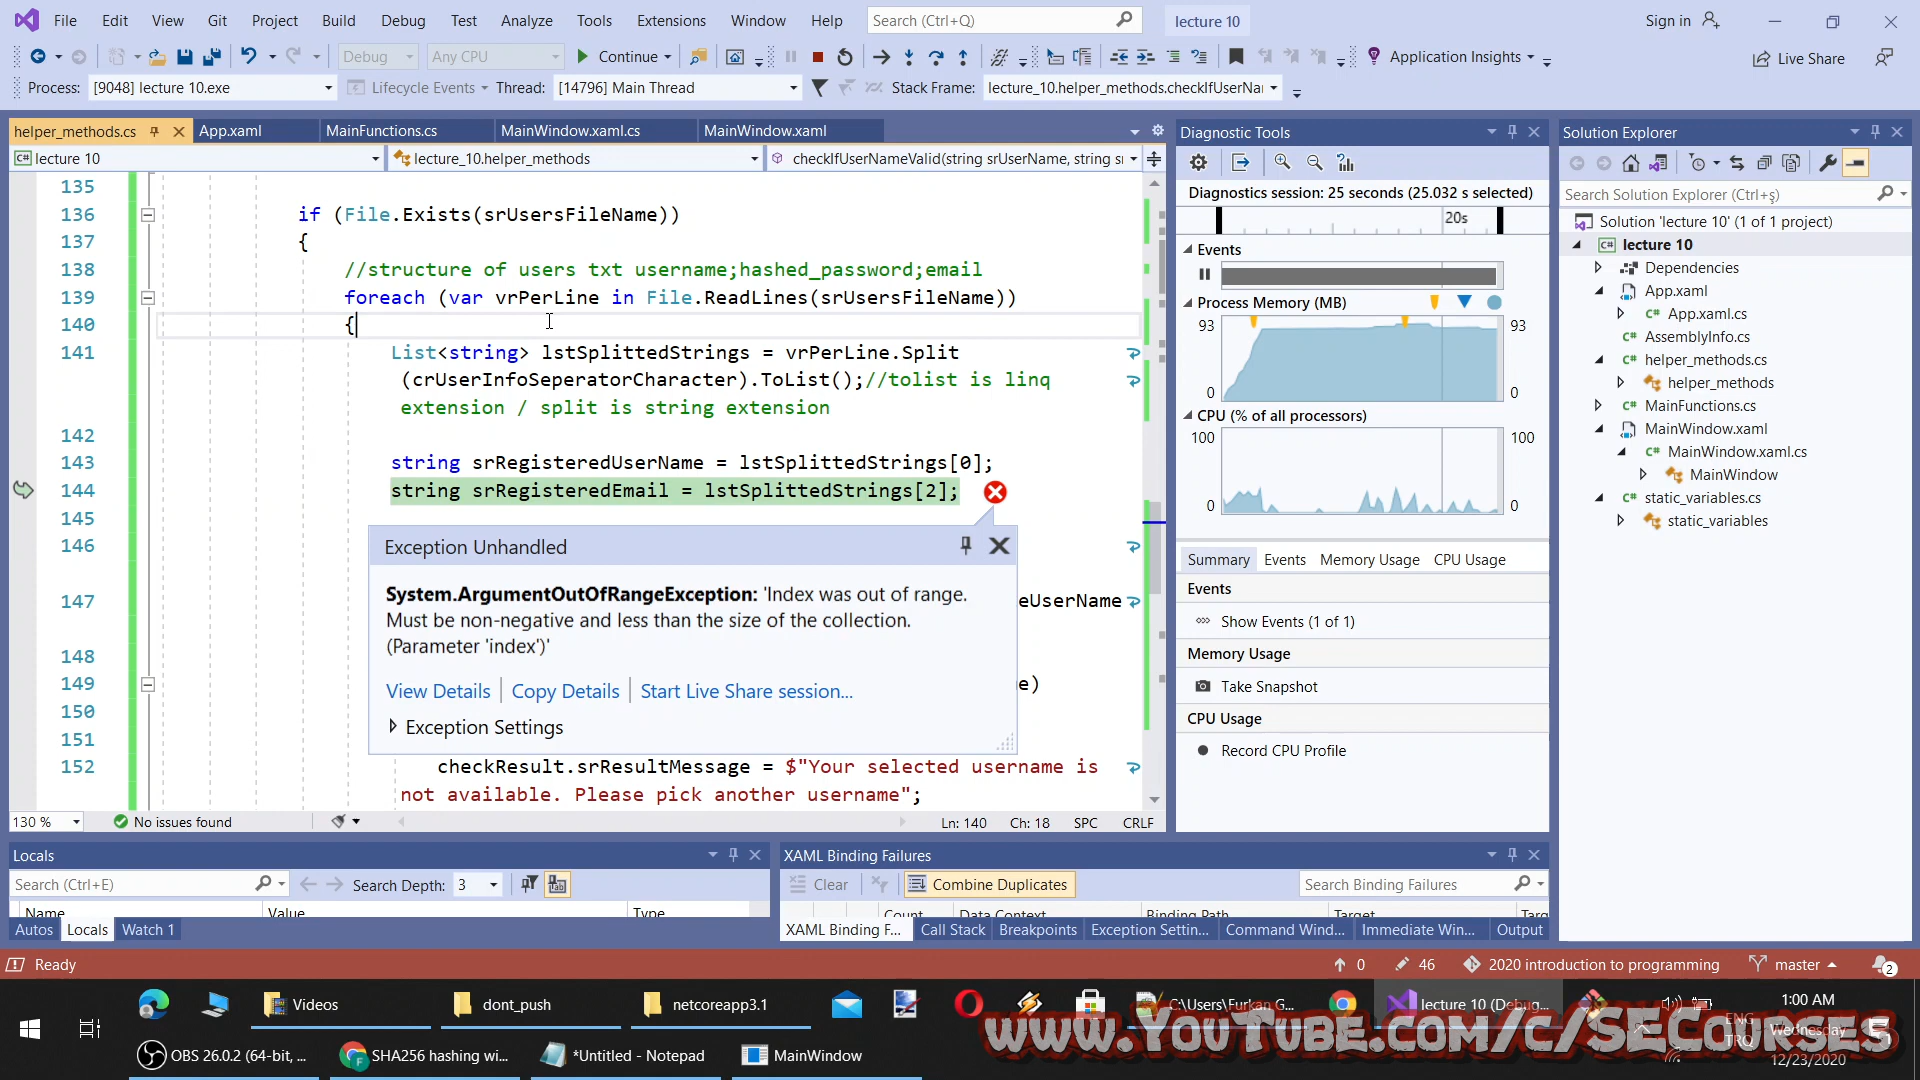 File Edit View Git Project Build Debug Test Analyze Tools Extensions Window Help Search (Ctrl+Q) lecture 10 Sign in
Debug Any CPU Continue Application Insights Live Share
Process: [9048] lecture 10.exe Lifecycle Events Thread: [14796] Main Thread Stack Frame: lecture_10.helper_methods.checkIfUserNar
helper_methods.cs App.xaml MainFunctions.cs MainWindow.xaml.cs MainWindow.xaml
lecture 10 lecture_10.helper_methods checkIfUserNameValid(string srUserName, string sr
135
136 if (File.Exists(srUsersFileName))
137 {
138 //structure of users txt username;hashed_password;email
139 foreach (var vrPerLine in File.ReadLines(srUsersFileName))
140 {
141 List<string> lstSplittedStrings = vrPerLine.Split
(crUserInfoSeperatorCharacter).ToList();//tolist is linq
extension / split is string extension
142
143 string srRegisteredUserName = lstSplittedStrings[0];
144 string srRegisteredEmail = lstSplittedStrings[2];
145
146
147 eUserName
148
149 e)
150
151
152 checkResult.srResultMessage = $"Your selected username is
not available. Please pick another username";
Exception Unhandled
System.ArgumentOutOfRangeException: 'Index was out of range.
Must be non-negative and less than the size of the collection.
(Parameter 'index')'
View Details Copy Details Start Live Share session...
Exception Settings
130 % No issues found Ln: 140 Ch: 18 SPC CRLF
Diagnostic Tools
Diagnostics session: 25 seconds (25.032 s selected)
20s
Events
Process Memory (MB)
93 93
0 0
CPU (% of all processors)
100 100
0 0
Summary Events Memory Usage CPU Usage
Events
Show Events (1 of 1)
Memory Usage
Take Snapshot
CPU Usage
Record CPU Profile
Solution Explorer
Search Solution Explorer (Ctrl+ş)
Solution 'lecture 10' (1 of 1 project)
lecture 10
Dependencies
App.xaml
App.xaml.cs
AssemblyInfo.cs
helper_methods.cs
helper_methods
MainFunctions.cs
MainWindow.xaml
MainWindow.xaml.cs
MainWindow
static_variables.cs
static_variables
Locals
Search (Ctrl+E) Search Depth: 3
Name Value Type
Autos Locals Watch 1
XAML Binding Failures
Clear Combine Duplicates Search Binding Failures
Count Data Context Binding Path Target Targ
XAML Binding F... Call Stack Breakpoints Exception Settin... Command Wind... Immediate Win... Output
Ready 0 46 2020 introduction to programming master 2
Videos dont_push netcoreapp3.1 C:\Users\Furkan G... lecture 10 (Debug... 1:00 AM
OBS 26.0.2 (64-bit, ... SHA256 hashing wi... *Untitled - Notepad MainWindow ENG TRQ Wednesday
12/23/2020
www.YouTube.com/c/SECourses